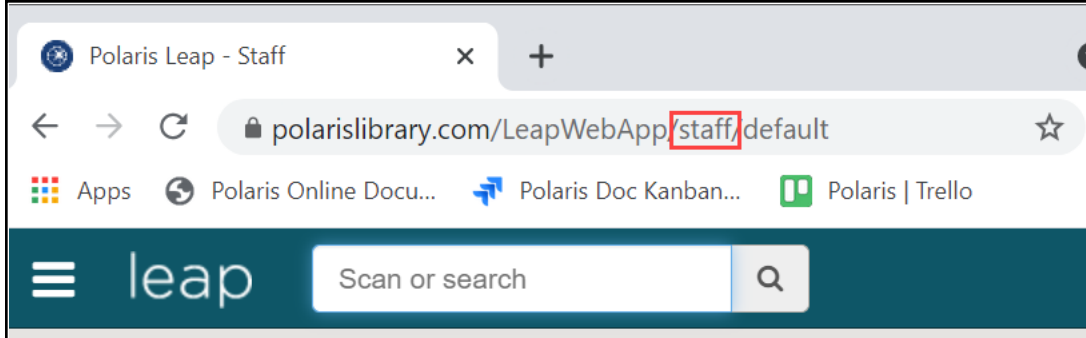 Polaris Leap - Staff
polarislibrary.com/LeapWebApp/staff/default
Apps Polaris Online Docu... Polaris Doc Kanban... Polaris | Trello
leap Scan or search